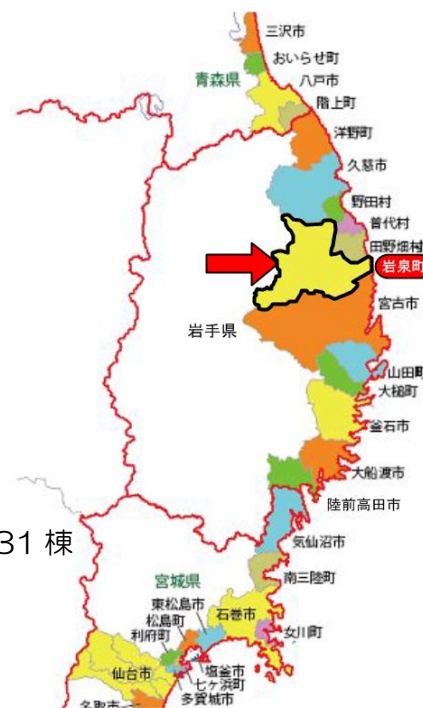 三沢市
おいらせ町
青森県
八戸市
階上町
洋野町
久慈市
野田村
普代村
田野畑村
岩泉町
宮古市
岩手県
山田町
大槌町
釜石市
大船渡市
陸前高田市
31 棟
気仙沼市
南三陸町
宮城県
東松島市
石巻市
松島町
女川町
利府町
仙台市
塩釜市
七ヶ浜町
多賀城市
名取市